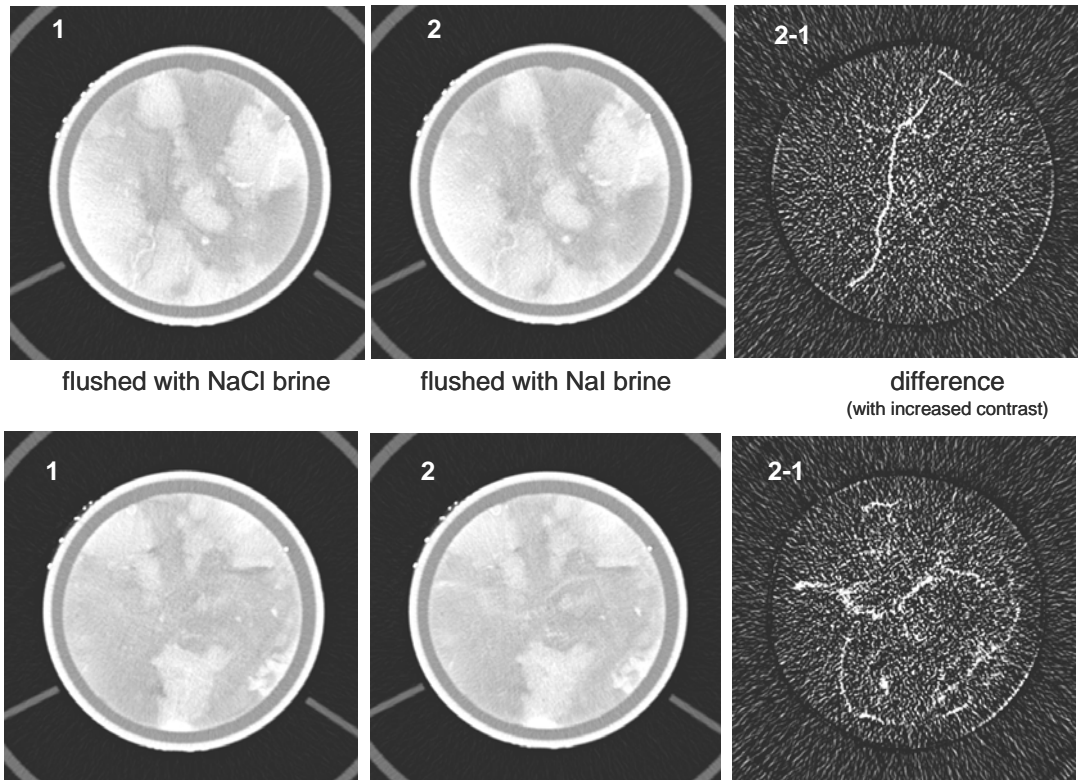 1
2
2-1
flushed with NaCl brine
flushed with NaI brine
difference
(with increased contrast)
1
2
2-1